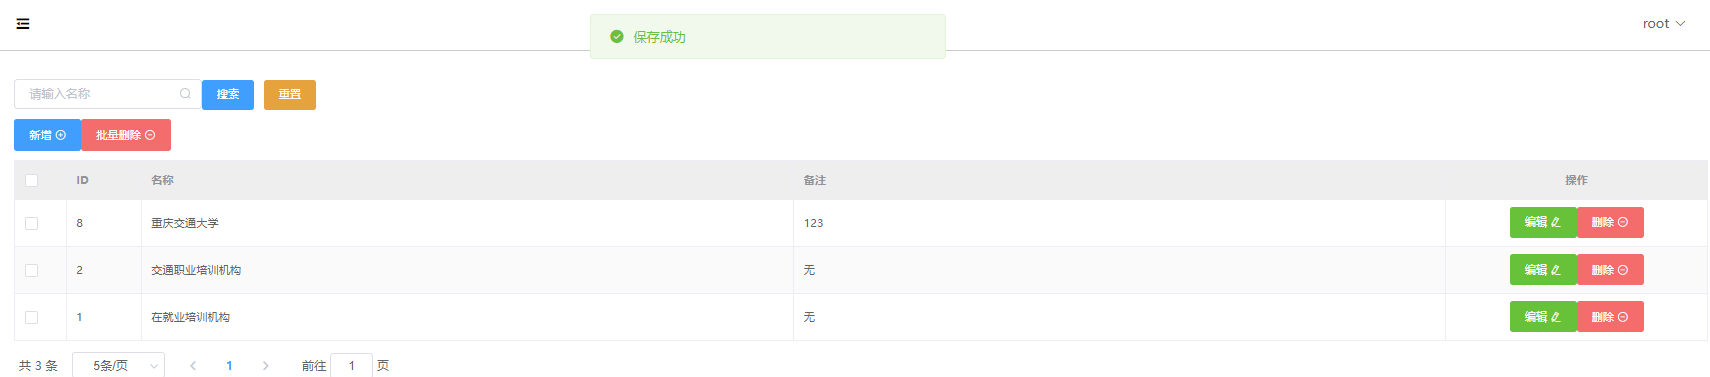 保存成功
root
请输入名称 搜索 重置
新增 批量删除
ID 名称 备注 操作
8 重庆交通大学 123 编辑 删除
2 交通职业培训机构 无 编辑 删除
1 在就业培训机构 无 编辑 删除
共 3 条 5条/页 1 前往 1 页